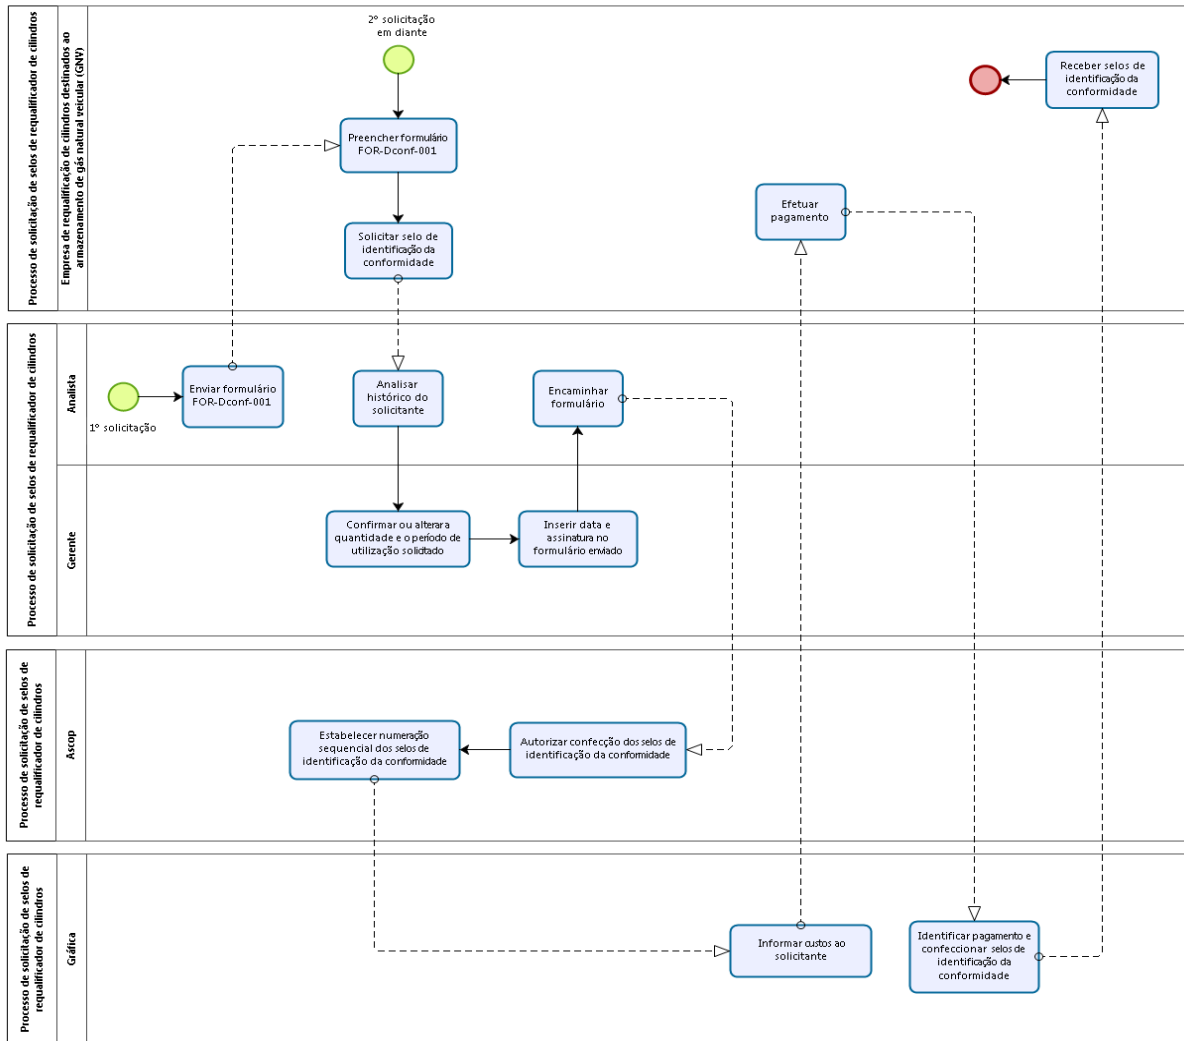 Processo de solicitação de selos de requalificador de cilindros
Empresa de requalificação de cilindros destinados ao
armazenamento de gás natural veicular (GNV)
2º solicitação
em diante
Preencher formulário
FOR-Dconf-001
Solicitar selo de
identificação da
conformidade
Efetuar
pagamento
Receber selos de
identificação da
conformidade
Processo de solicitação de selos de requalificador de cilindros
Analista
1º solicitação
Enviar formulário
FOR-Dconf-001
Analisar
histórico do
solicitante
Encaminhar
formulário
Gerente
Confirmar ou alterar a
quantidade e o período de
utilização solicitado
Inserir data e
assinatura no
formulário enviado
Processo de solicitação de selos de
requalificador de cilindros
Ascop
Estabelecer numeração
sequencial dos selos de
identificação da conformidade
Autorizar confecção dos selos de
identificação da conformidade
Processo de solicitação de selos de
requalificador de cilindros
Gráfica
Informar custos ao
solicitante
Identificar pagamento e
confeccionar selos de
identificação da
conformidade